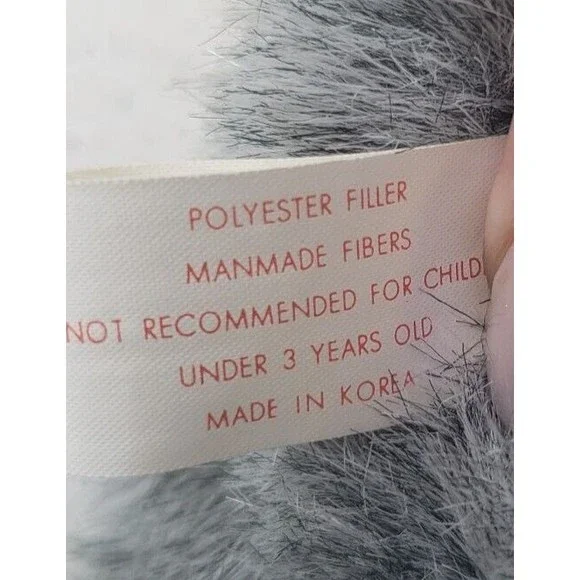 POLYESTER FILLER
MANMADE FIBERS
NOT RECOMMENDED FOR CHILD
UNDER 3 YEARS OLD
MADE IN KOREA